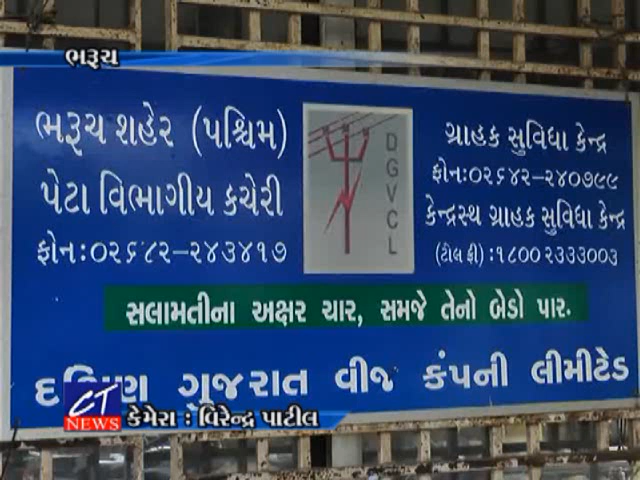 ભરૂચ
ભરૂચ શહેર (પશ્ચિમ)
પેટા વિભાગીય કચેરી
ફોન:૦૨૬૪૨-૨૪૩૪૧૭
DGVCL
ગ્રાહક સુવિધા કેન્દ્ર
ફોન:૦૨૬૪૨-૨૪૦૭૯૯
કેન્દ્રસ્થ ગ્રાહક સુવિધા કેન્દ્ર
(ટોલ ફ્રી) :૧૮૦૦૨૩૩૩૦૦૩
સલામતીના અક્ષર ચાર, સમજે તેનો બેડો પાર.
દક્ષિણ ગુજરાત વીજ કંપની લીમીટેડ
CT NEWS
કેમેરા : વિરેન્દ્ર પાટીલ